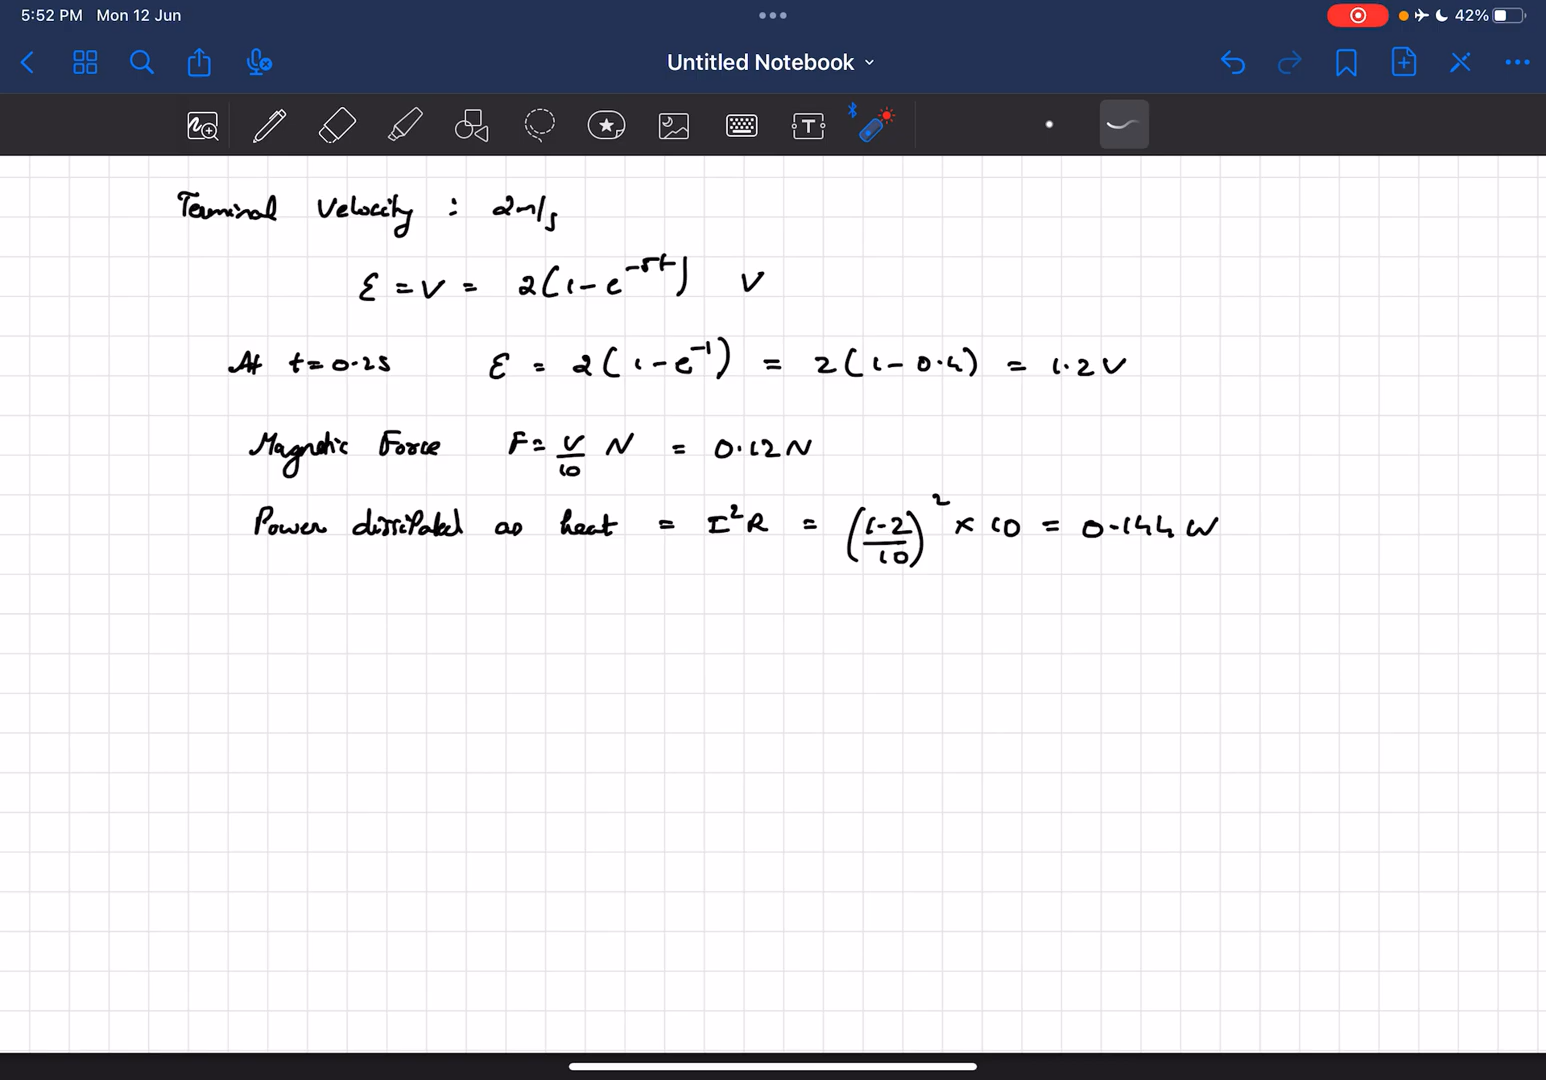 5:52 PM Mon 12 Jun
42%
Untitled Notebook
Terminal Velocity : 2m/s
ℰ = v = 2(1-e^{-5t}) V
At t=0.2s ℰ = 2(1-e^{-1}) = 2(1-0.4) = 1.2V
Magnetic Force F = v/10 N = 0.12N
Power dissipated as heat = I²R = (1.2/10)² × 10 = 0.144 W